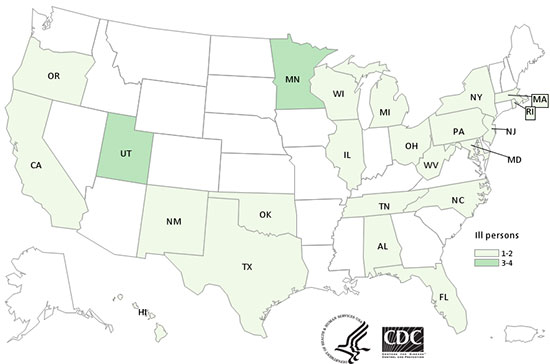 OR
MN
WI
MI
NY
MA
RI
PA
NJ
IL
OH
MD
WV
CA
UT
TN
NC
NM
OK
TX
AL
FL
HI
Ill persons
1-2
3-4
CDC